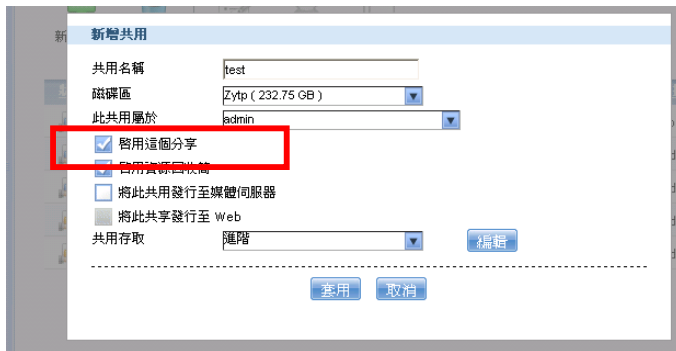 新增共用
共用名稱 test
磁碟區 Zytp ( 232.75 GB )
此共用屬於 admin
啓用這個分享
啓用資源回收筒
將此共用發行至媒體伺服器
將此共享發行至 Web
共用存取 進階 編輯
套用 取消